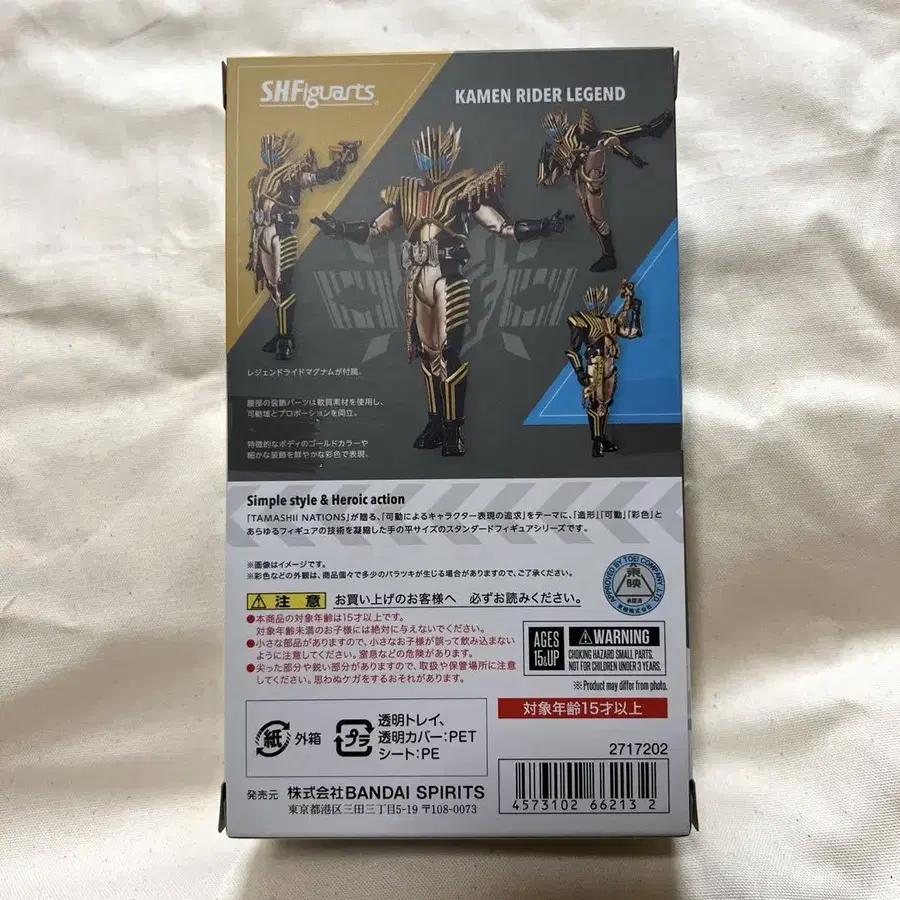 S.H.Figuarts
KAMEN RIDER LEGEND
レジェンドライドマグナムが付属。
腰部の装飾パーツは軟質素材を使用し、
可動域とプロポーションを両立。
特徴的なボディのゴールドカラーや
細かな装飾を鮮やかな彩色で表現。
Simple style & Heroic action
「TAMASHII NATIONS」が贈る、「可動によるキャラクター表現の追求」をテーマに、「造形」「可動」「彩色」と
あらゆるフィギュアの技術を凝縮した手の平サイズのスタンダードフィギュアシリーズです。
※画像はイメージです。
※彩色などの外観は、商品個々で多少のバラツキが生じる場合がありますので、ご了承ください。
APPROVED BY TOEI COMPANY, LTD.
東映
東映株式会社
注意 お買い上げのお客様へ 必ずお読みください。
●本商品の対象年齢は15才以上です。
対象年齢未満のお子様には絶対に与えないでください。
●小さな部品がありますので、小さなお子様が誤って飲み込まない
ように注意してください。窒息などの危険があります。
●尖った部分や鋭い部分がありますので、取扱や保管場所に注意
してください。思わぬケガをするおそれがあります。
AGES
15&UP
WARNING
CHOKING HAZARD SMALL PARTS.
NOT FOR CHILDREN UNDER 3 YEARS.
※Product may differ from photo.
対象年齢15才以上
紙 外箱
プラ
透明トレイ、
透明カバー:PET
シート:PE
2717202
4573102 66213 2
発売元 株式会社BANDAI SPIRITS
東京都港区三田三丁目5-19 〒108-0073